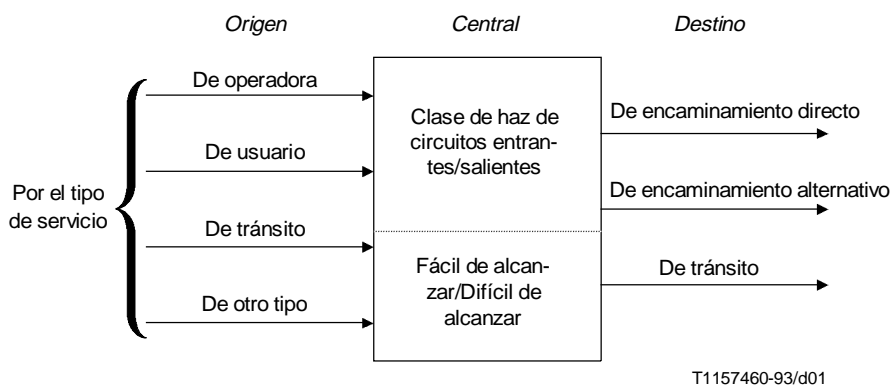 Origen Central Destino
De operadora
De usuario
Por el tipo
de servicio
De tránsito
De otro tipo
Clase de haz de
circuitos entran-
tes/salientes
Fácil de alcan-
zar/Difícil de
alcanzar
De encaminamiento directo
De encaminamiento alternativo
De tránsito
T1157460-93/d01